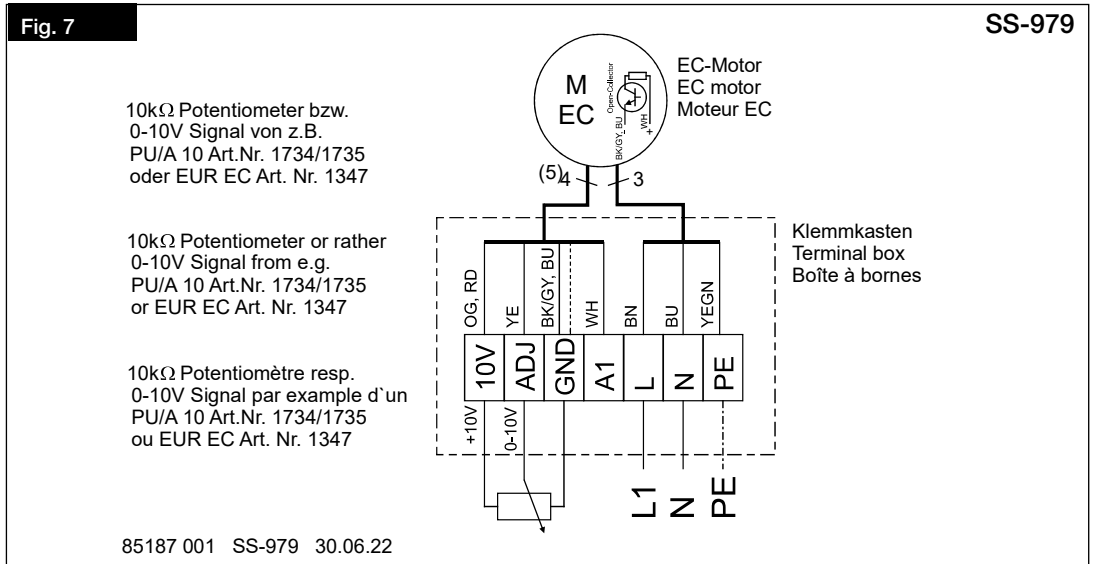 Fig. 7
SS-979
10kΩ Potentiometer bzw.
0-10V Signal von z.B.
PU/A 10 Art.Nr. 1734/1735
oder EUR EC Art. Nr. 1347
10kΩ Potentiometer or rather
0-10V Signal from e.g.
PU/A 10 Art.Nr. 1734/1735
or EUR EC Art. Nr. 1347
10kΩ Potentiomètre resp.
0-10V Signal par example d`un
PU/A 10 Art.Nr. 1734/1735
ou EUR EC Art. Nr. 1347
M
EC
Open-Collector
BK/GY, BU
WH
+
EC-Motor
EC motor
Moteur EC
(5)
4
3
Klemmkasten
Terminal box
Boîte à bornes
OG, RD
YE
BK/GY, BU
WH
BN
BU
YEGN
10V
ADJ
GND
A1
L
N
PE
+10V
0-10V
L1
N
PE
85187 001 SS-979 30.06.22